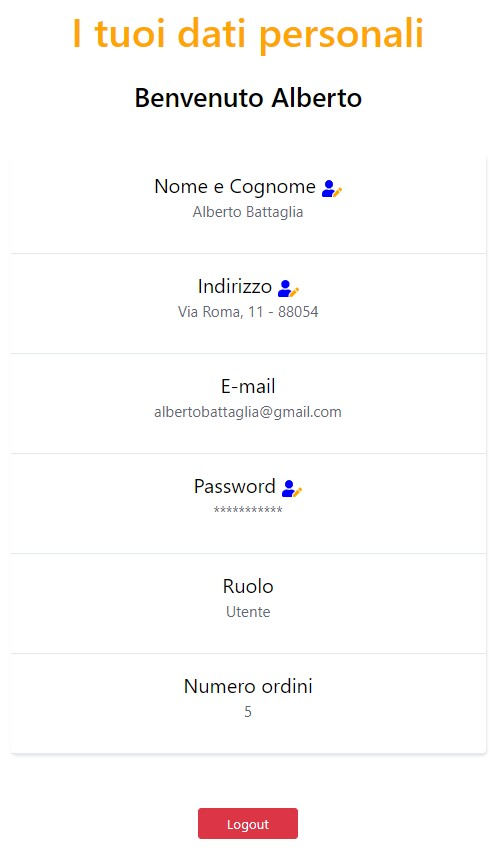 I tuoi dati personali
Benvenuto Alberto
Nome e Cognome
Alberto Battaglia
Indirizzo
Via Roma, 11 - 88054
E-mail
albertobattaglia@gmail.com
Password
***********
Ruolo
Utente
Numero ordini
5
Logout